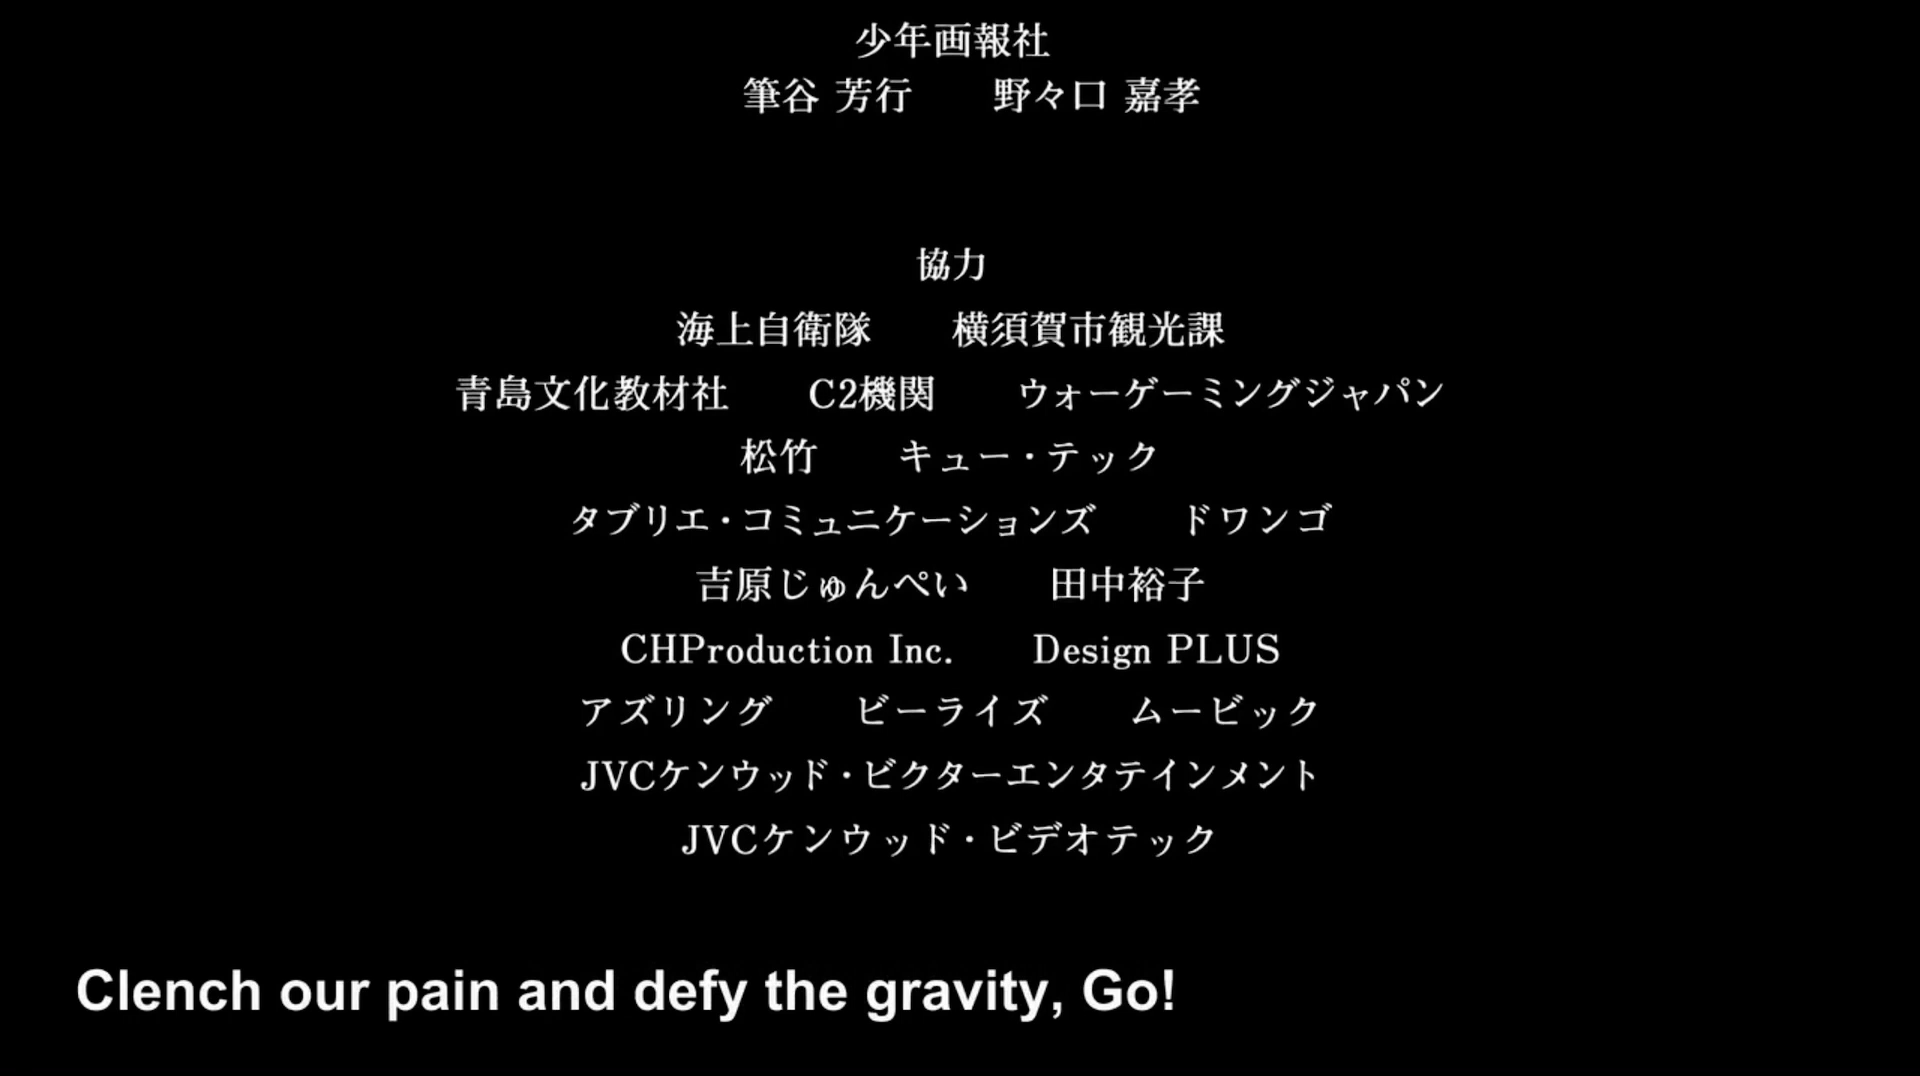 少年画報社
筆谷 芳行　　野々口 嘉孝
協力
海上自衛隊　　横須賀市観光課
青島文化教材社　　C2機関　　ウォーゲーミングジャパン
松竹　　キュー・テック
タブリエ・コミュニケーションズ　　ドワンゴ
吉原じゅんぺい　　田中裕子
CHProduction Inc.　　Design PLUS
アズリング　　ビーライズ　　ムービック
JVCケンウッド・ビクターエンタテインメント
JVCケンウッド・ビデオテック
Clench our pain and defy the gravity, Go!